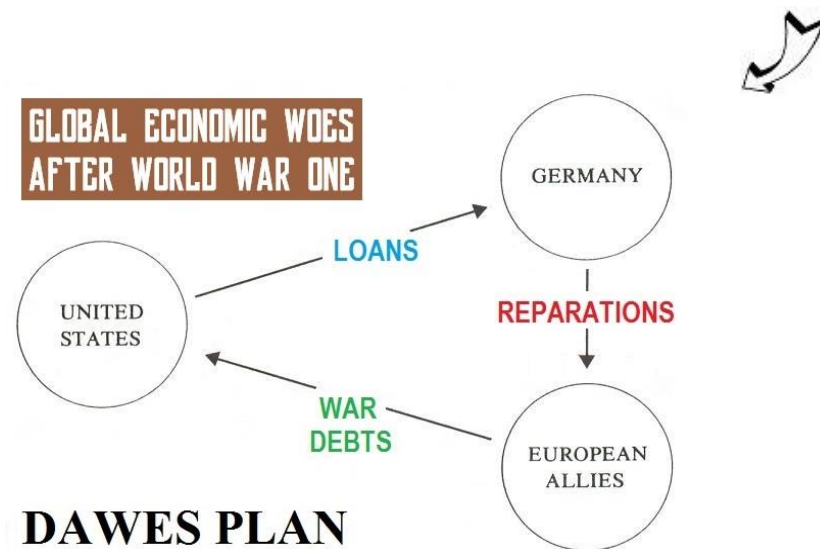 GLOBAL ECONOMIC WOES
AFTER WORLD WAR ONE
GERMANY
LOANS
UNITED
STATES
REPARATIONS
WAR
DEBTS
EUROPEAN
ALLIES
DAWES PLAN